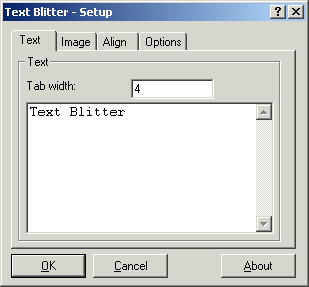 Text Blitter - Setup
Text Image Align Options
Text
Tab width: 4
Text Blitter
OK Cancel About